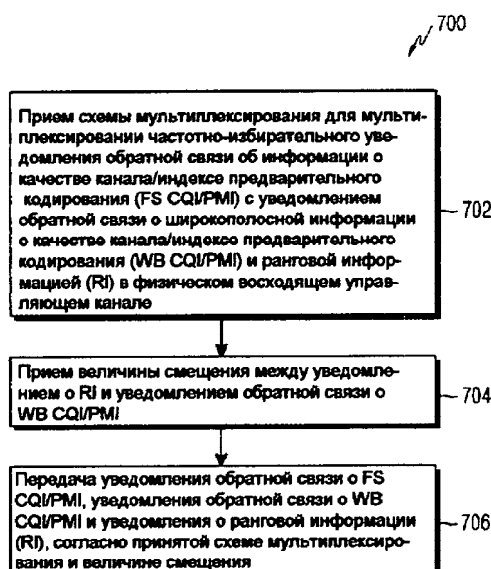 700
Прием схемы мультиплексирования для мульти-
плексировании частотно-избирательного уве-
домления обратной связи об информации о
качестве канала/индексе предварительного
кодирования (FS CQI/PMI) с уведомлением
обратной связи о широкополосной информации
о качестве канала/индексе предварительного
кодирования (WB CQI/PMI) и ранговой инфор-
мацией (RI) в физическом восходящем управ-
ляющем канале
702
Прием величины смещения между уведомле-
нием о RI и уведомлением обратной связи о
WB CQI/PMI
704
Передача уведомления обратной связи о FS
CQI/PMI, уведомления обратной связи о WB
CQI/PMI и уведомления о ранговой информации
(RI), согласно принятой схеме мультиплексиро-
вания и величине смещения
706